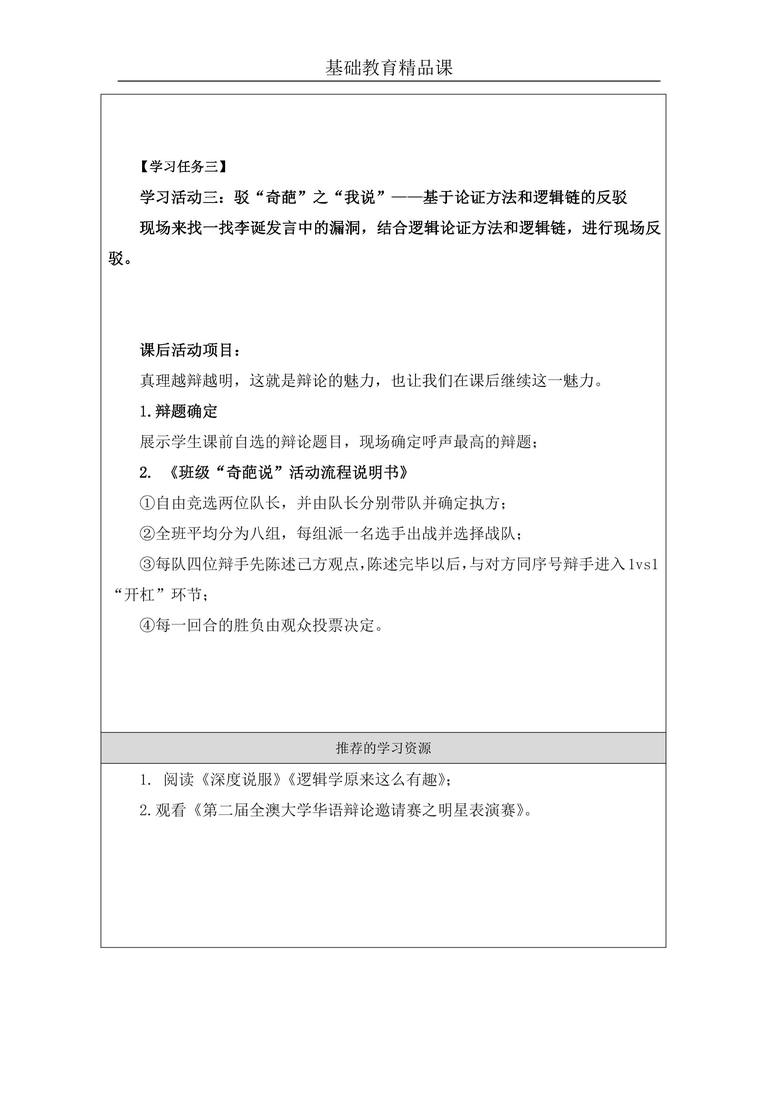 基础教育精品课
【学习任务三】
学习活动三：驳“奇葩”之“我说”——基于论证方法和逻辑链的反驳
现场来找一找李诞发言中的漏洞，结合逻辑论证方法和逻辑链，进行现场反
驳。
课后活动项目：
真理越辩越明，这就是辩论的魅力，也让我们在课后继续这一魅力。
1.辩题确定
展示学生课前自选的辩论题目，现场确定呼声最高的辩题；
2. 《班级“奇葩说”活动流程说明书》
①自由竞选两位队长，并由队长分别带队并确定执方；
②全班平均分为八组，每组派一名选手出战并选择战队；
③每队四位辩手先陈述己方观点，陈述完毕以后，与对方同序号辩手进入1vs1
“开杠”环节；
④每一回合的胜负由观众投票决定。
推荐的学习资源
1. 阅读《深度说服》《逻辑学原来这么有趣》；
2.观看《第二届全澳大学华语辩论邀请赛之明星表演赛》。